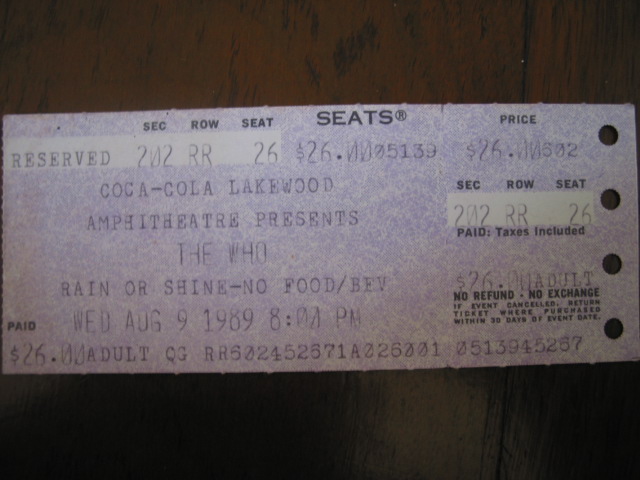 SEATS®
SEC ROW SEAT
RESERVED 202 RR 26 $26.00 05139
COCA-COLA LAKEWOOD
AMPHITHEATRE PRESENTS
THE WHO
RAIN OR SHINE-NO FOOD/BEV
PAID WED AUG 9 1989 8:00 PM
$26.00ADULT QG RR602452671A026001 0513945267
PRICE
$26.00
SEC ROW SEAT
202 RR 26
PAID: Taxes Included
$26.00ADULT
NO REFUND · NO EXCHANGE
IF EVENT CANCELLED, RETURN
TICKET WHERE PURCHASED
WITHIN 30 DAYS OF EVENT DATE.